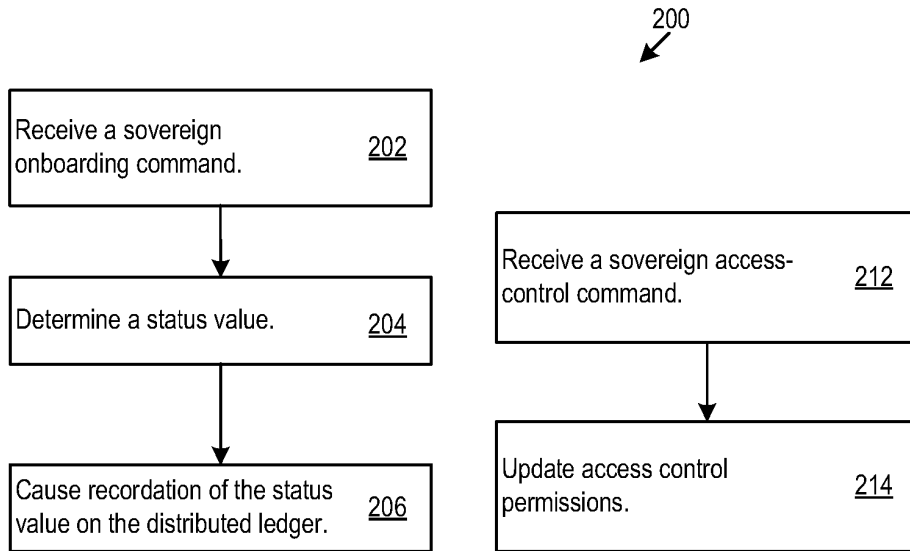 200
Receive a sovereign
onboarding command.
202
Determine a status value.
204
Cause recordation of the status
value on the distributed ledger.
206
Receive a sovereign access-
control command.
212
Update access control
permissions.
214